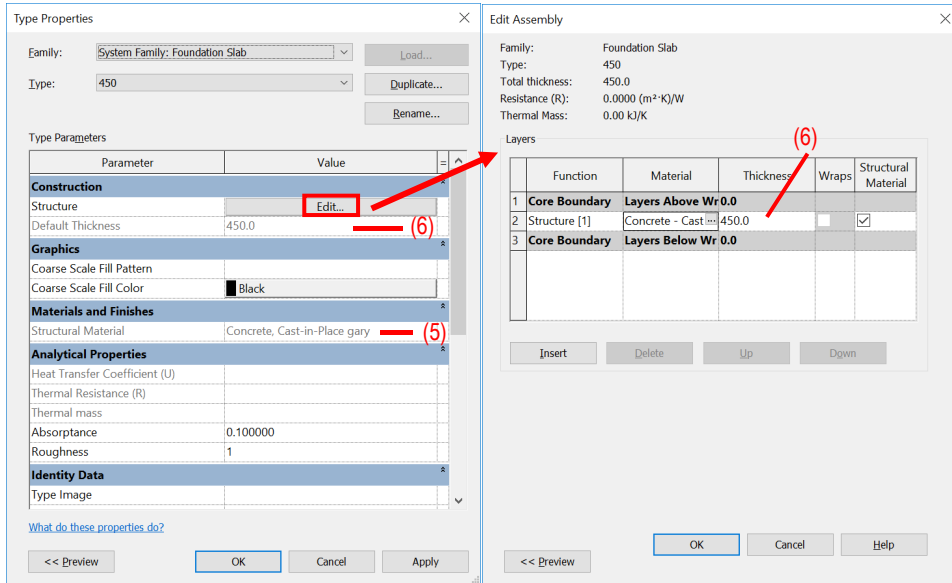 Type Properties
Family:
System Family: Foundation Slab
Load...
Type:
450
Duplicate...
Rename...
Type Parameters
Parameter
Value
=
Construction
Structure
Edit...
Default Thickness
450.0
(6)
Graphics
Coarse Scale Fill Pattern
Coarse Scale Fill Color
Black
Materials and Finishes
Structural Material
Concrete, Cast-in-Place gary
(5)
Analytical Properties
Heat Transfer Coefficient (U)
Thermal Resistance (R)
Thermal mass
Absorptance
0.100000
Roughness
1
Identity Data
Type Image
What do these properties do?
<< Preview
OK
Cancel
Apply
Edit Assembly
Family:
Foundation Slab
Type:
450
Total thickness:
450.0
Resistance (R):
0.0000 (m²·K)/W
Thermal Mass:
0.00 kJ/K
Layers
(6)
Function
Material
Thickness
Wraps
Structural
Material
1 Core Boundary Layers Above Wr 0.0
2 Structure [1] Concrete - Cast ... 450.0
3 Core Boundary Layers Below Wr 0.0
Insert
Delete
Up
Down
OK
Cancel
Help
<< Preview